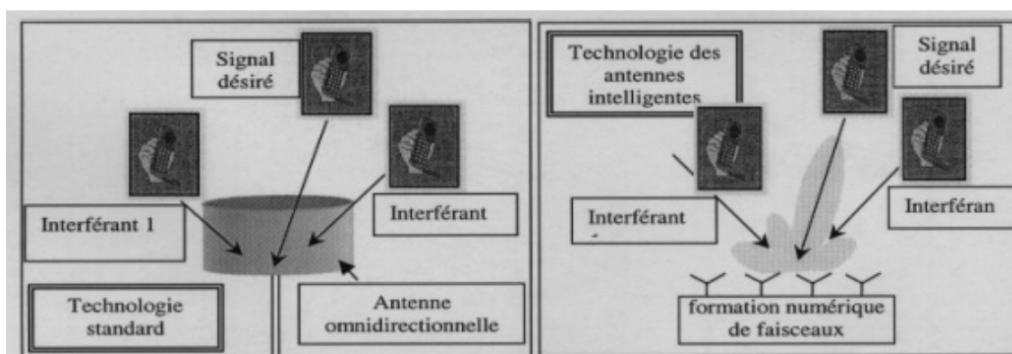 Signal
désiré
Interférant 1
Interférant
Technologie
standard
Antenne
omnidirectionnelle
Technologie des
antennes
intelligentes
Signal
désiré
Interférant
Interféran
formation numérique
de faisceaux